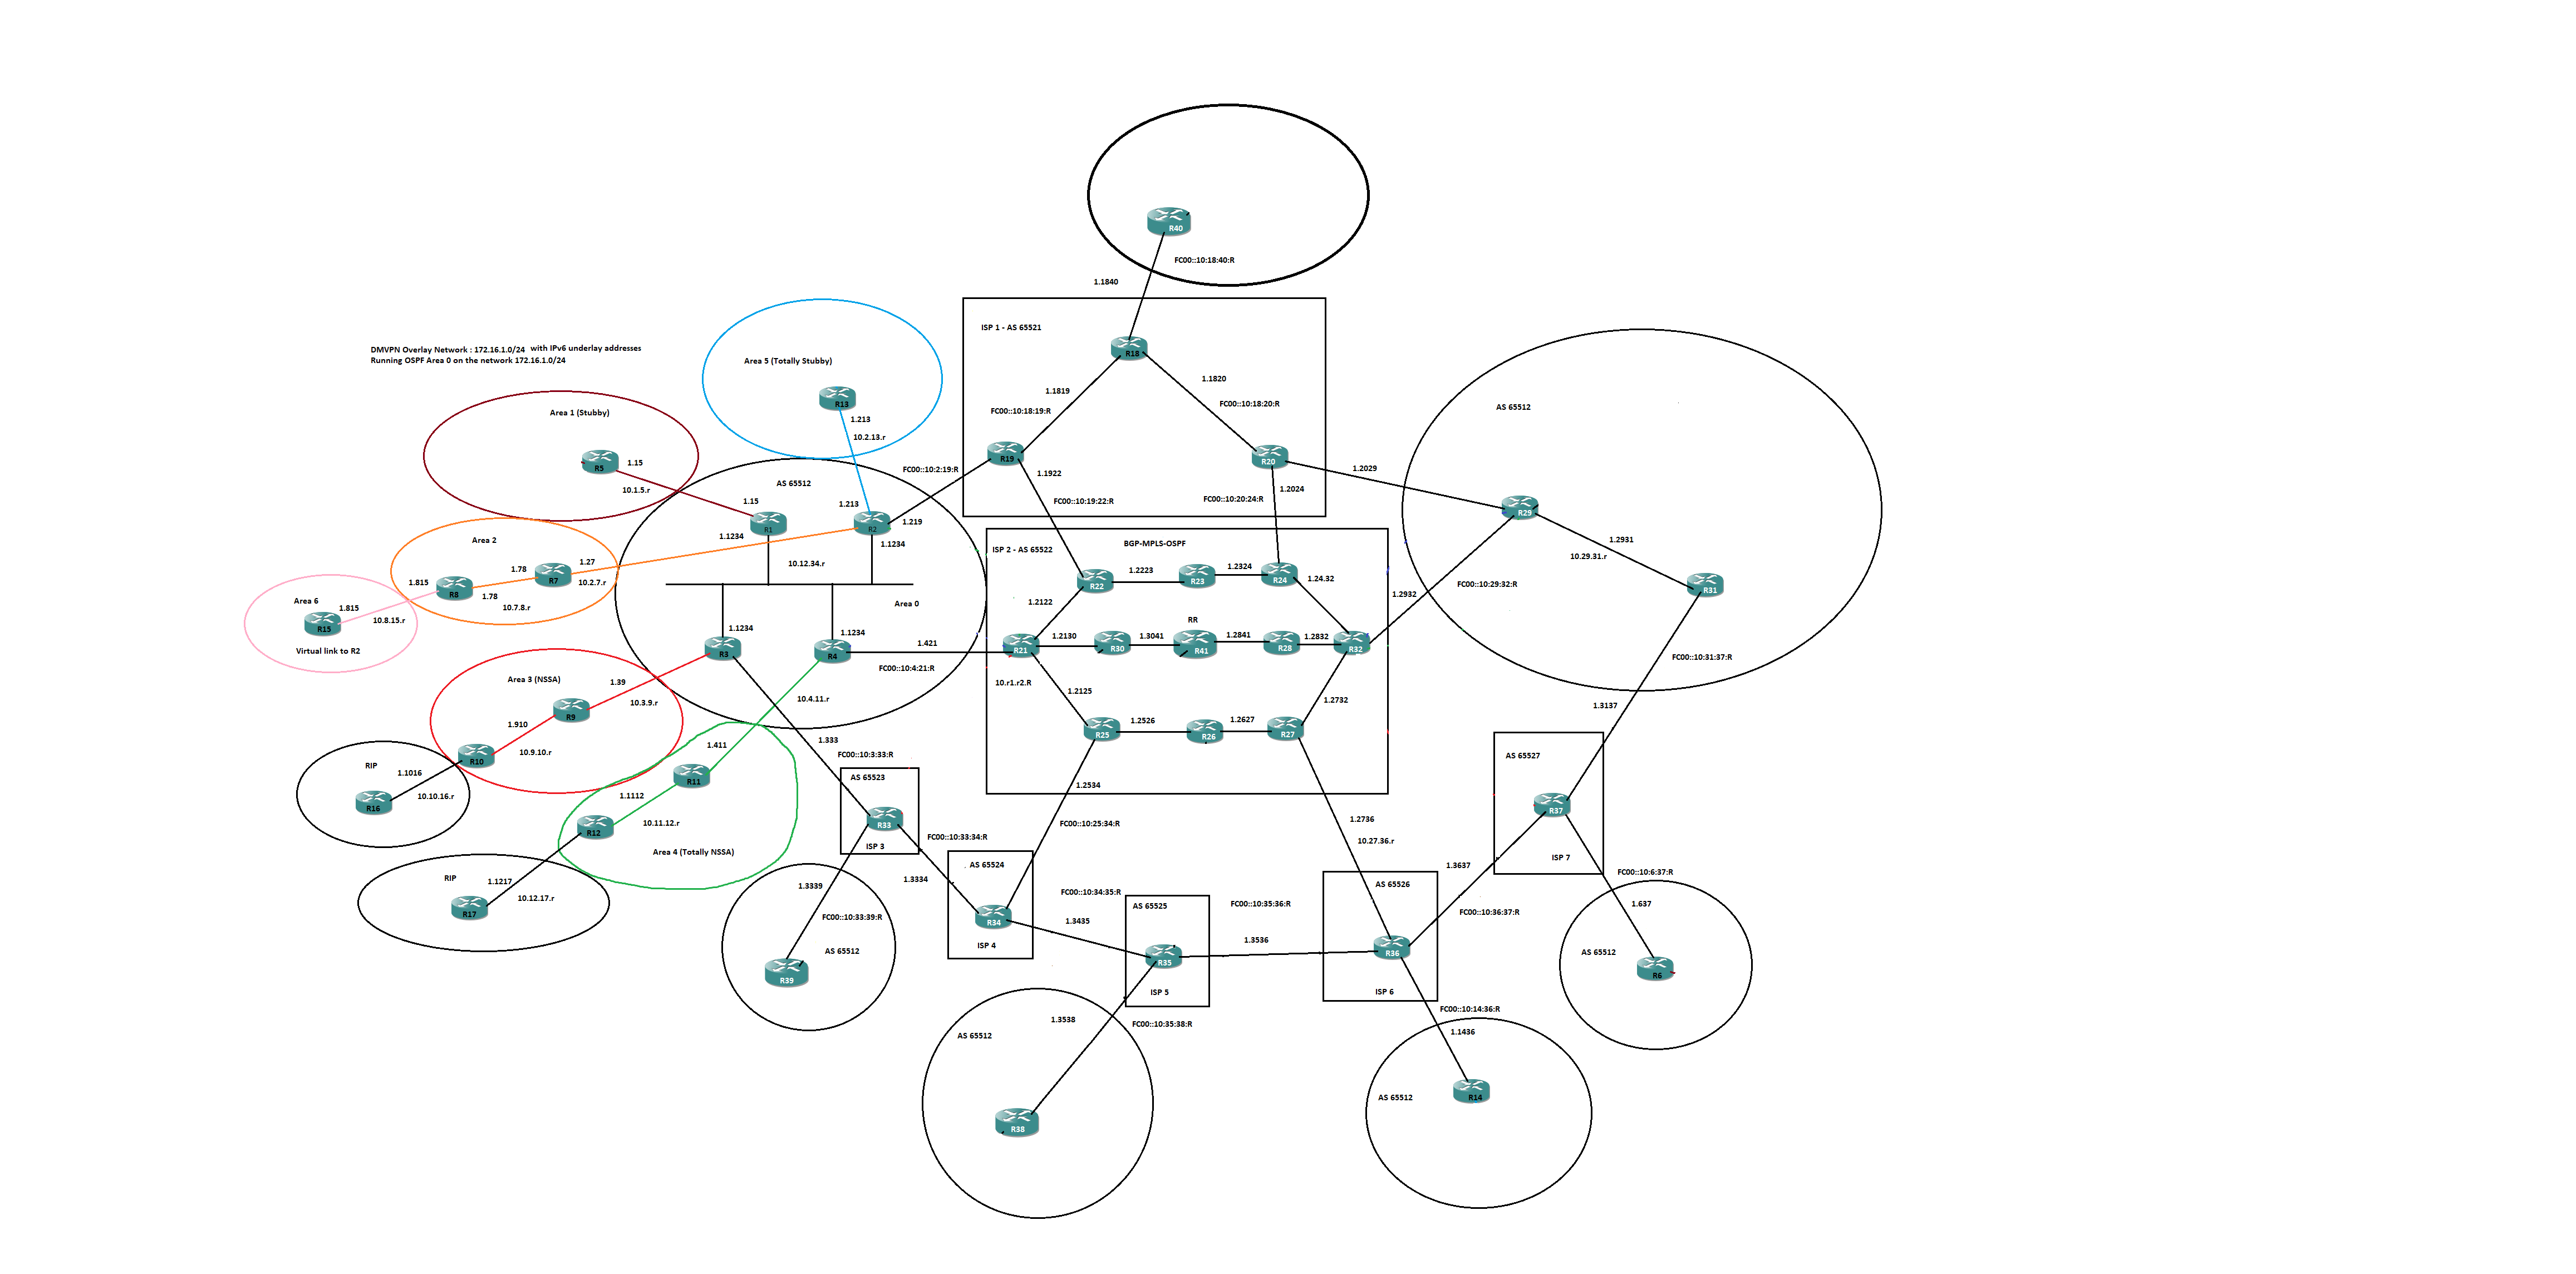 R40
FC00::10:18:40:R
1.1840
ISP 1 - AS 65521
R18
1.1819
1.1820
FC00::10:18:19:R
FC00::10:18:20:R
R19
R20
1.1922
FC00::10:19:22:R
1.2024
FC00::10:20:24:R
1.2029
DMVPN Overlay Network : 172.16.1.0/24 with IPv6 underlay addresses
Running OSPF Area 0 on the network 172.16.1.0/24
Area 5 (Totally Stubby)
R13
1.213
10.2.13.r
FC00::10:2:19:R
Area 1 (Stubby)
R5
1.15
10.1.5.r
AS 65512
1.15
1.213
R1
R2
1.219
1.1234
1.1234
10.12.34.r
Area 0
Area 2
1.27
1.78
R7
10.2.7.r
1.815
R8
1.78
10.7.8.r
Area 6
1.815
R15
10.8.15.r
Virtual link to R2
1.1234
1.1234
R3
R4
1.421
FC00::10:4:21:R
Area 3 (NSSA)
1.39
10.3.9.r
R9
1.910
10.9.10.r
R10
10.4.11.r
RIP
1.1016
10.10.16.r
R16
1.411
R11
1.1112
10.11.12.r
R12
Area 4 (Totally NSSA)
RIP
1.1217
10.12.17.r
R17
ISP 2 - AS 65522
BGP-MPLS-OSPF
R22
1.2223
R23
1.2324
R24
1.24.32
1.2122
RR
R21
1.2130
R30
1.3041
R41
1.2841
R28
1.2832
R32
10.r1.r2.R
1.2125
R25
1.2526
R26
1.2627
R27
1.2732
1.2534
FC00::10:25:34:R
1.2736
10.27.36.r
AS 65512
R29
1.2931
10.29.31.r
R31
FC00::10:29:32:R
1.2932
FC00::10:31:37:R
1.3137
1.333
FC00::10:3:33:R
AS 65523
R33
ISP 3
FC00::10:33:34:R
1.3334
1.3339
FC00::10:33:39:R
AS 65512
R39
AS 65524
R34
ISP 4
FC00::10:34:35:R
1.3435
AS 65525
R35
ISP 5
FC00::10:35:36:R
1.3536
1.3538
FC00::10:35:38:R
AS 65512
R38
AS 65526
R36
ISP 6
1.3637
FC00::10:36:37:R
AS 65527
R37
ISP 7
FC00::10:6:37:R
1.637
AS 65512
R6
FC00::10:14:36:R
1.1436
AS 65512
R14